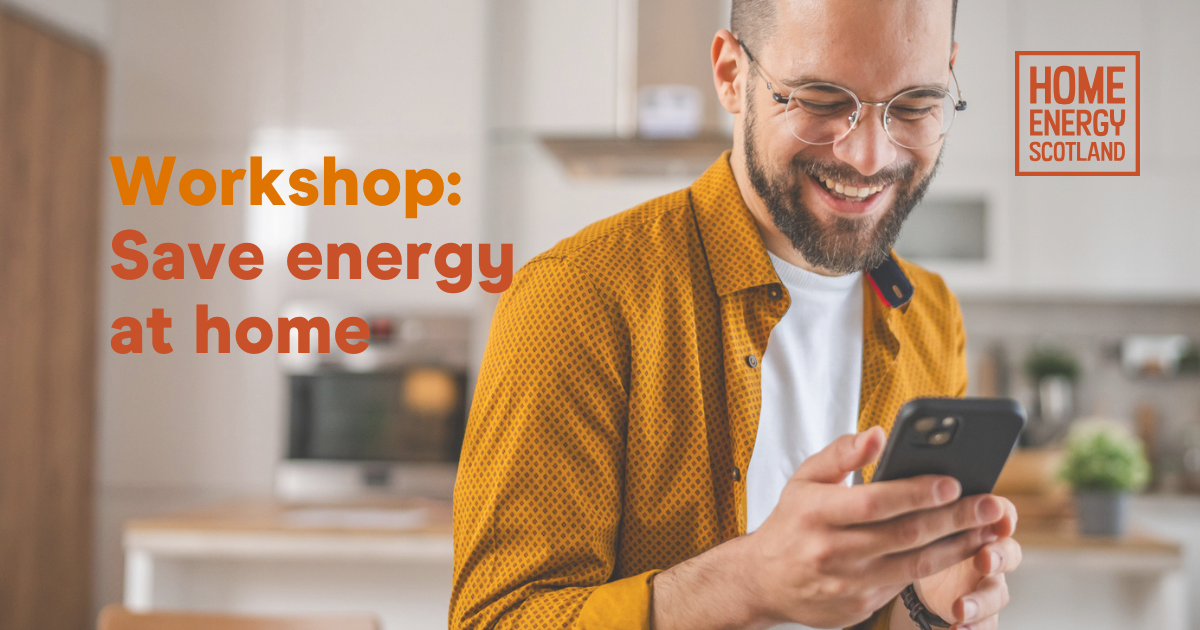 Workshop:
Save energy
at home
HOME
ENERGY
SCOTLAND